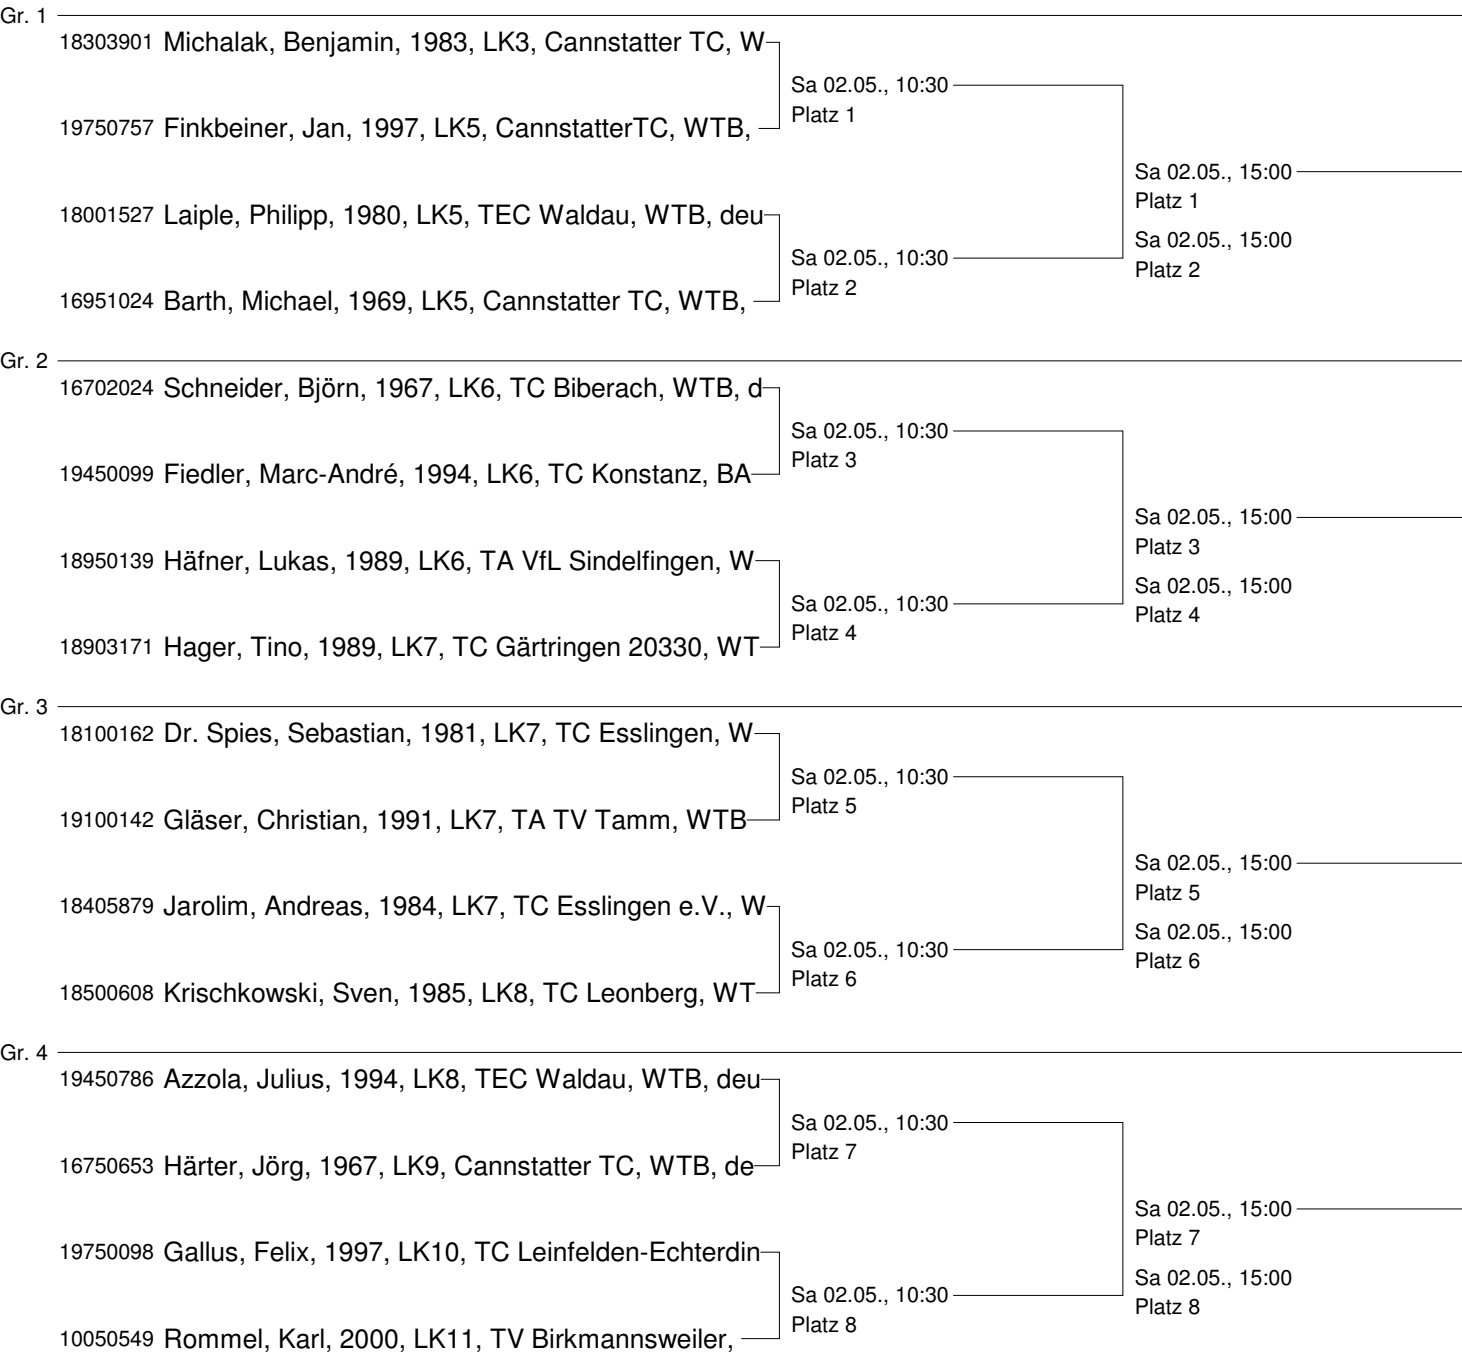 Gr. 1
18303901 Michalak, Benjamin, 1983, LK3, Cannstatter TC, W
Sa 02.05., 10:30
Platz 1
19750757 Finkbeiner, Jan, 1997, LK5, CannstatterTC, WTB,
Sa 02.05., 15:00
Platz 1
18001527 Laiple, Philipp, 1980, LK5, TEC Waldau, WTB, deu
Sa 02.05., 15:00
Platz 2
Sa 02.05., 10:30
Platz 2
16951024 Barth, Michael, 1969, LK5, Cannstatter TC, WTB,
Gr. 2
16702024 Schneider, Björn, 1967, LK6, TC Biberach, WTB, d
Sa 02.05., 10:30
Platz 3
19450099 Fiedler, Marc-André, 1994, LK6, TC Konstanz, BA
Sa 02.05., 15:00
Platz 3
18950139 Häfner, Lukas, 1989, LK6, TA VfL Sindelfingen, W
Sa 02.05., 15:00
Platz 4
Sa 02.05., 10:30
Platz 4
18903171 Hager, Tino, 1989, LK7, TC Gärtringen 20330, WT
Gr. 3
18100162 Dr. Spies, Sebastian, 1981, LK7, TC Esslingen, W
Sa 02.05., 10:30
Platz 5
19100142 Gläser, Christian, 1991, LK7, TA TV Tamm, WTB
Sa 02.05., 15:00
Platz 5
18405879 Jarolim, Andreas, 1984, LK7, TC Esslingen e.V., W
Sa 02.05., 15:00
Platz 6
Sa 02.05., 10:30
Platz 6
18500608 Krischkowski, Sven, 1985, LK8, TC Leonberg, WT
Gr. 4
19450786 Azzola, Julius, 1994, LK8, TEC Waldau, WTB, deu
Sa 02.05., 10:30
Platz 7
16750653 Härter, Jörg, 1967, LK9, Cannstatter TC, WTB, de
Sa 02.05., 15:00
Platz 7
19750098 Gallus, Felix, 1997, LK10, TC Leinfelden-Echterdin
Sa 02.05., 15:00
Platz 8
Sa 02.05., 10:30
Platz 8
10050549 Rommel, Karl, 2000, LK11, TV Birkmannsweiler,